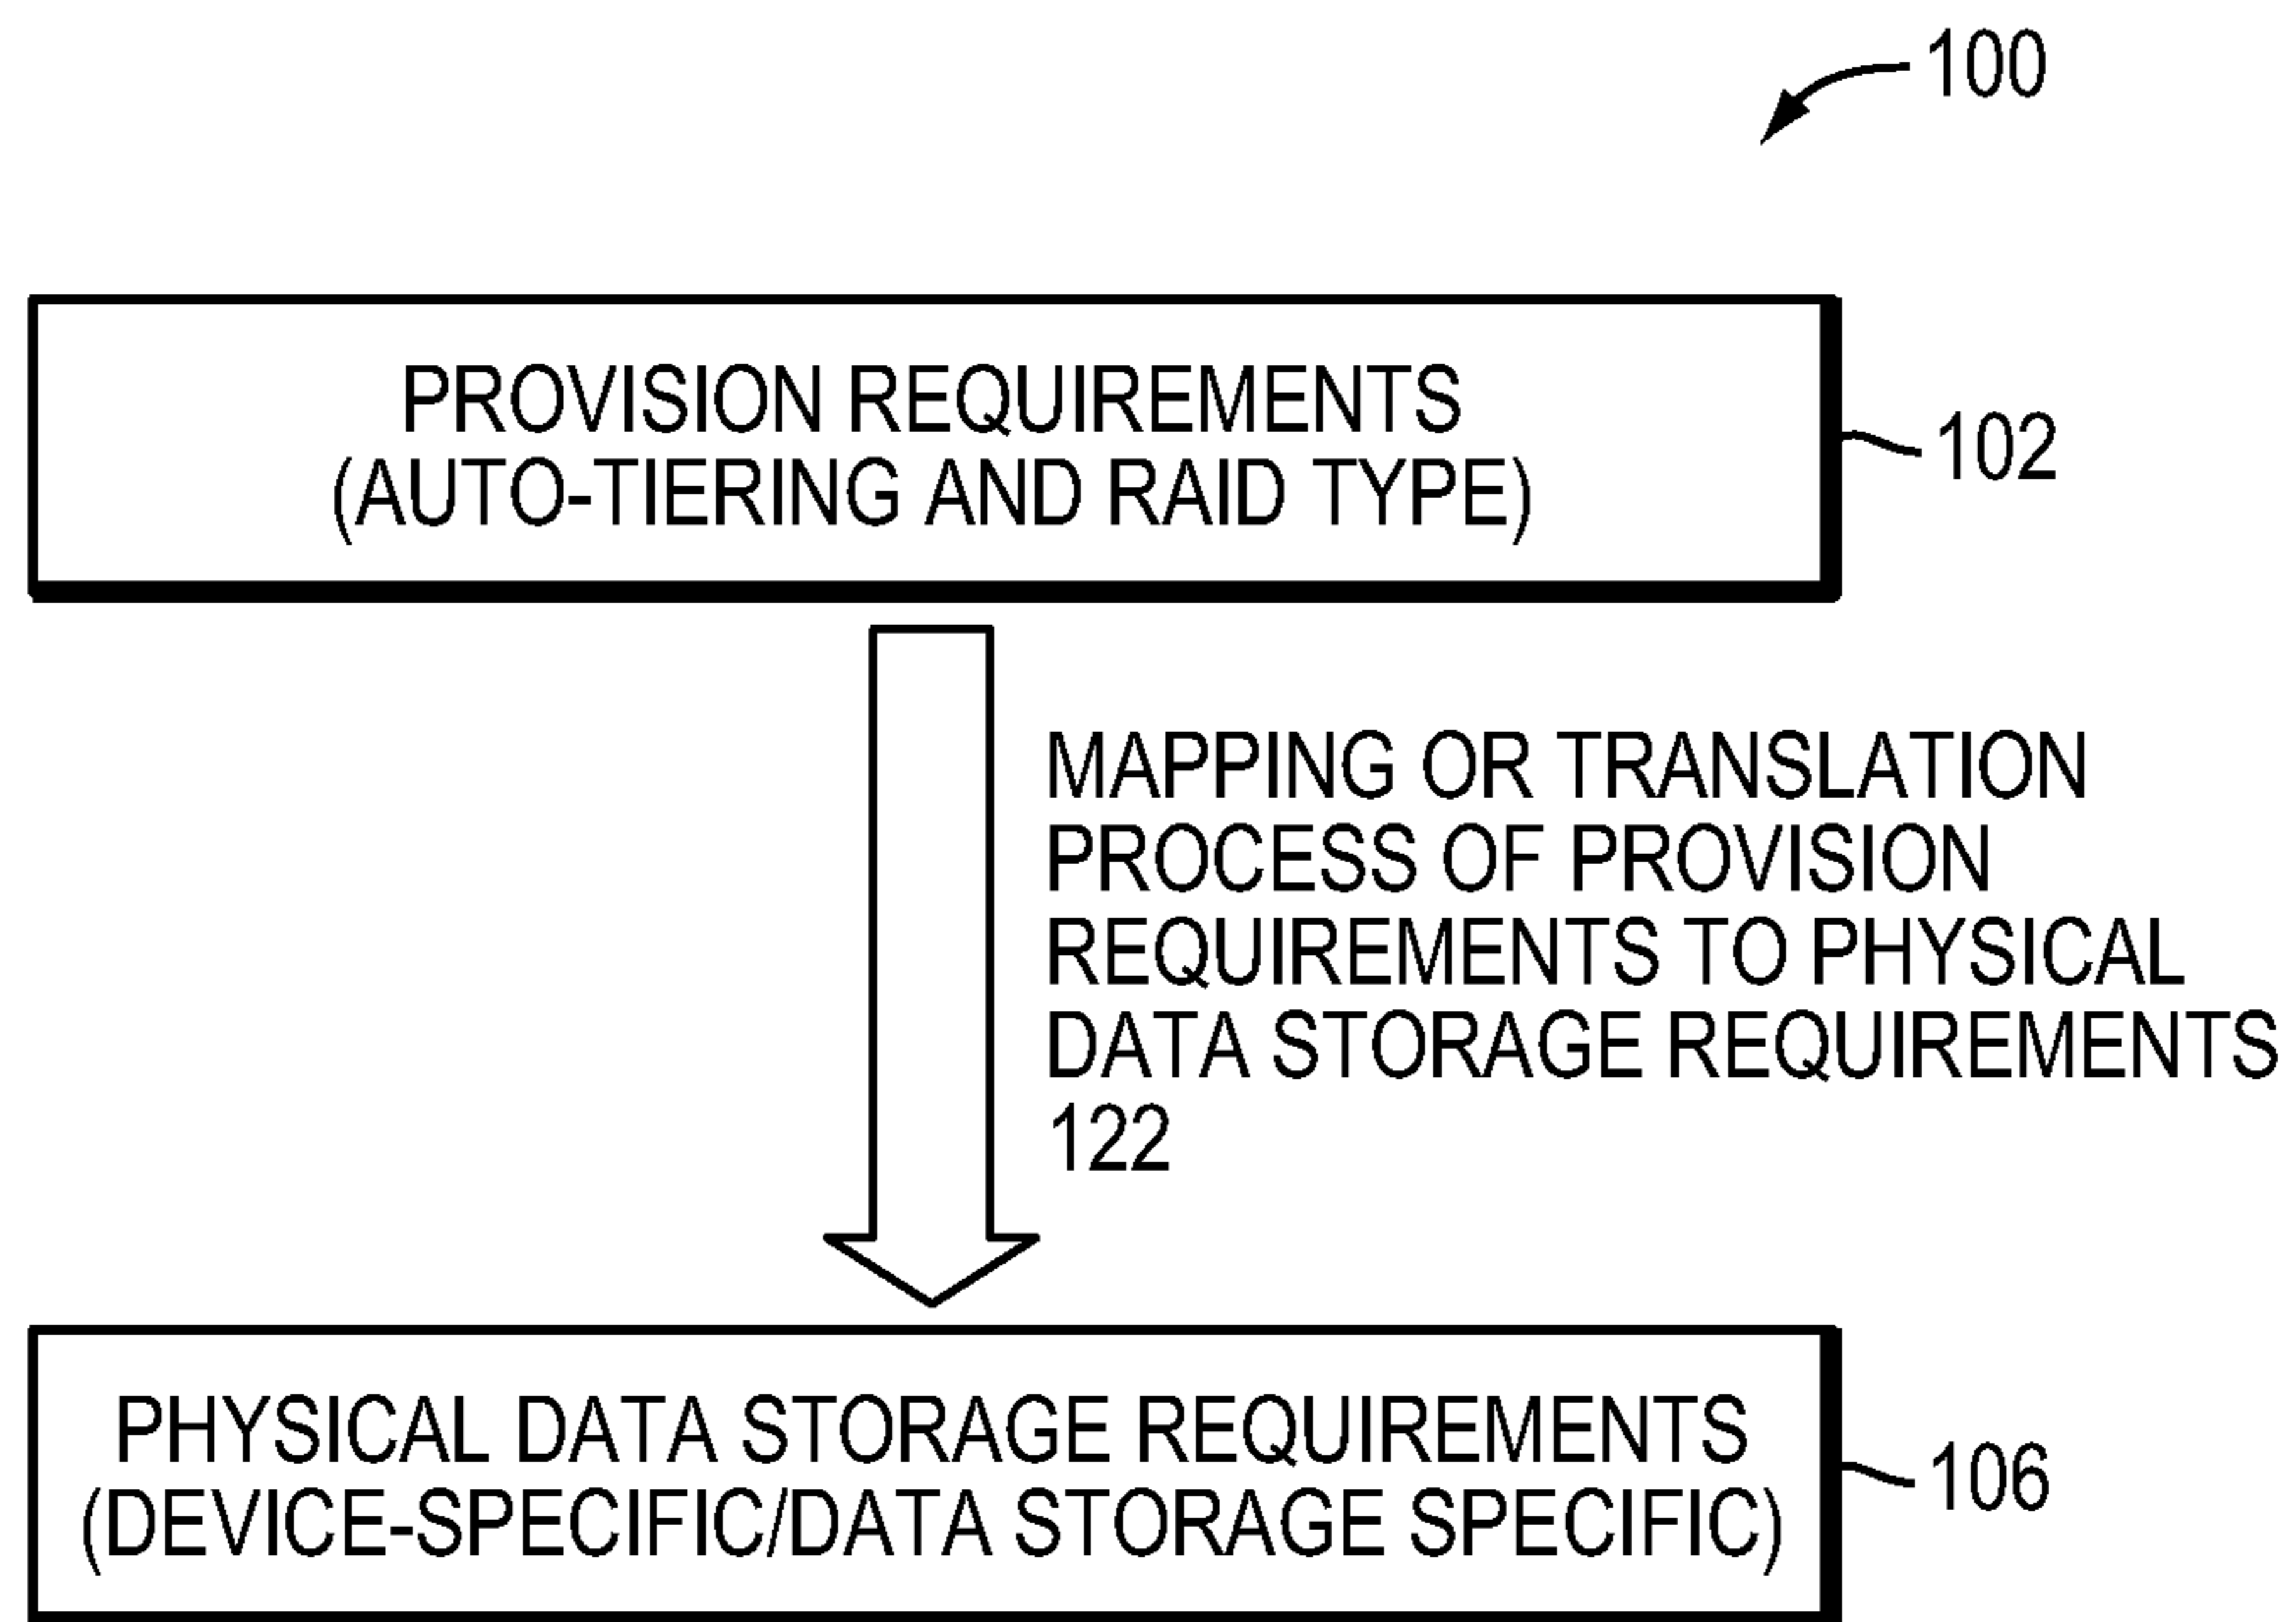 100
PROVISION REQUIREMENTS
(AUTO-TIERING AND RAID TYPE)
102
MAPPING OR TRANSLATION
PROCESS OF PROVISION
REQUIREMENTS TO PHYSICAL
DATA STORAGE REQUIREMENTS
122
PHYSICAL DATA STORAGE REQUIREMENTS
(DEVICE-SPECIFIC/DATA STORAGE SPECIFIC)
106